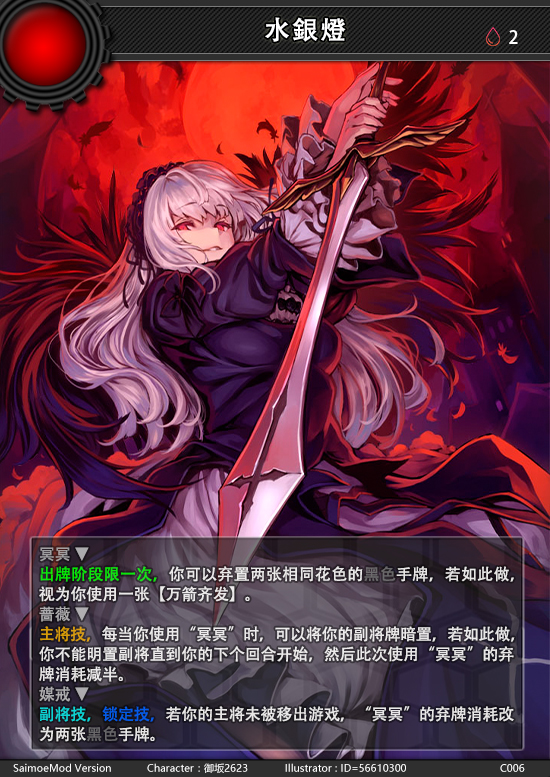 水銀燈
2
冥冥▼
出牌阶段限一次，你可以弃置两张相同花色的黑色手牌，若如此做，
视为你使用一张【万箭齐发】。
蔷薇▼
主将技，每当你使用“冥冥”时，可以将你的副将牌暗置，若如此做，
你不能明置副将直到你的下个回合开始，然后此次使用“冥冥”的弃
牌消耗减半。
媒戒▼
副将技，锁定技，若你的主将未被移出游戏，“冥冥”的弃牌消耗改
为两张黑色手牌。
SaimoeMod Version Character : 御坂2623 Illustrator : ID=56610300 C006